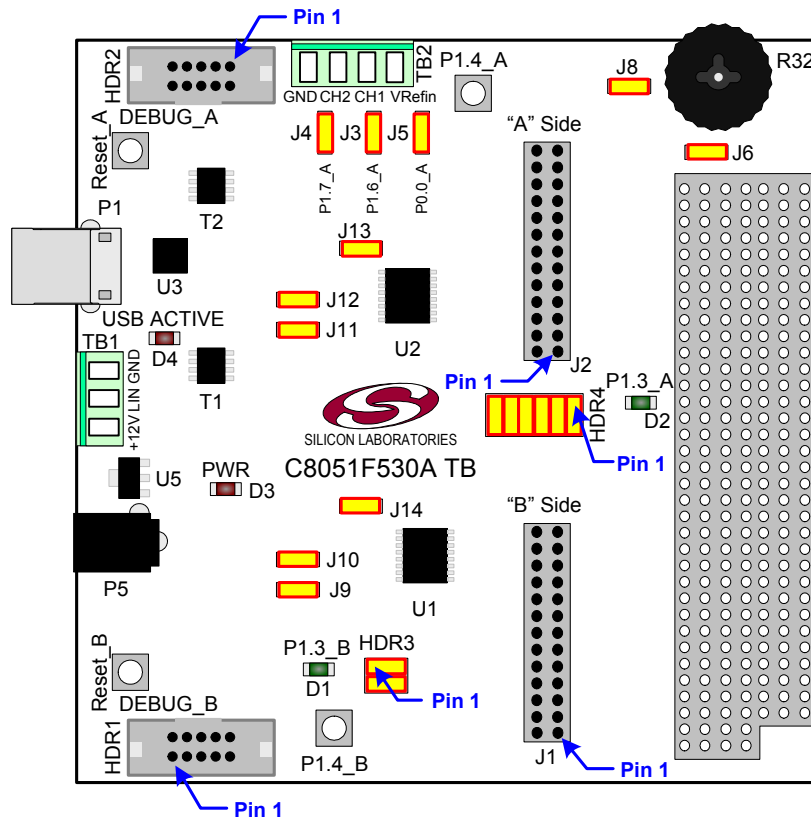 Pin 1
HDR2
DEBUG_A
TB2
GND CH2 CH1 VRefin
P1.4_A
J8
R32
J6
Reset_A
J4
J3
J5
P1.7_A
P1.6_A
P0.0_A
"A" Side
P1
T2
U3
J13
J12
J11
U2
USB ACTIVE
D4
TB1
+12V LIN GND
T1
J2
Pin 1
P1.3_A
D2
HDR4
Pin 1
SILICON LABORATORIES
C8051F530A TB
U5
PWR
D3
J14
"B" Side
P5
J10
J9
U1
Reset_B
P1.3_B
D1
HDR3
Pin 1
DEBUG_B
HDR1
P1.4_B
J1
Pin 1
Pin 1